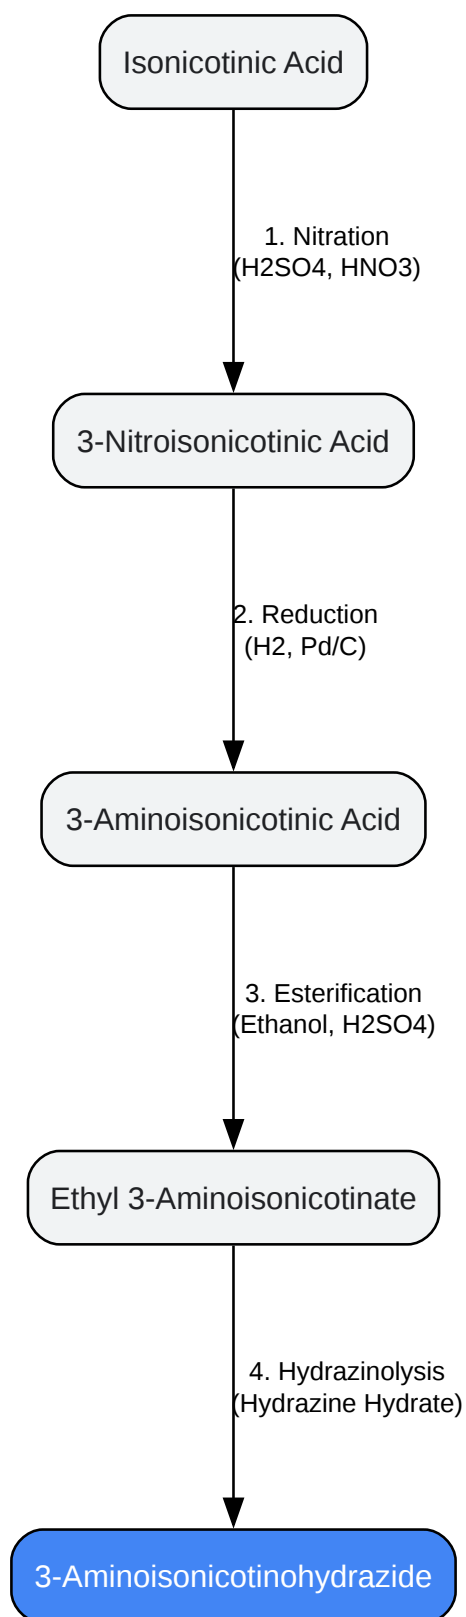 Isonicotinic Acid
1. Nitration
(H2SO4, HNO3)
3-Nitroisonicotinic Acid
2. Reduction
(H2, Pd/C)
3-Aminoisonicotinic Acid
3. Esterification
(Ethanol, H2SO4)
Ethyl 3-Aminoisonicotinate
4. Hydrazinolysis
(Hydrazine Hydrate)
3-Aminoisonicotinohydrazide